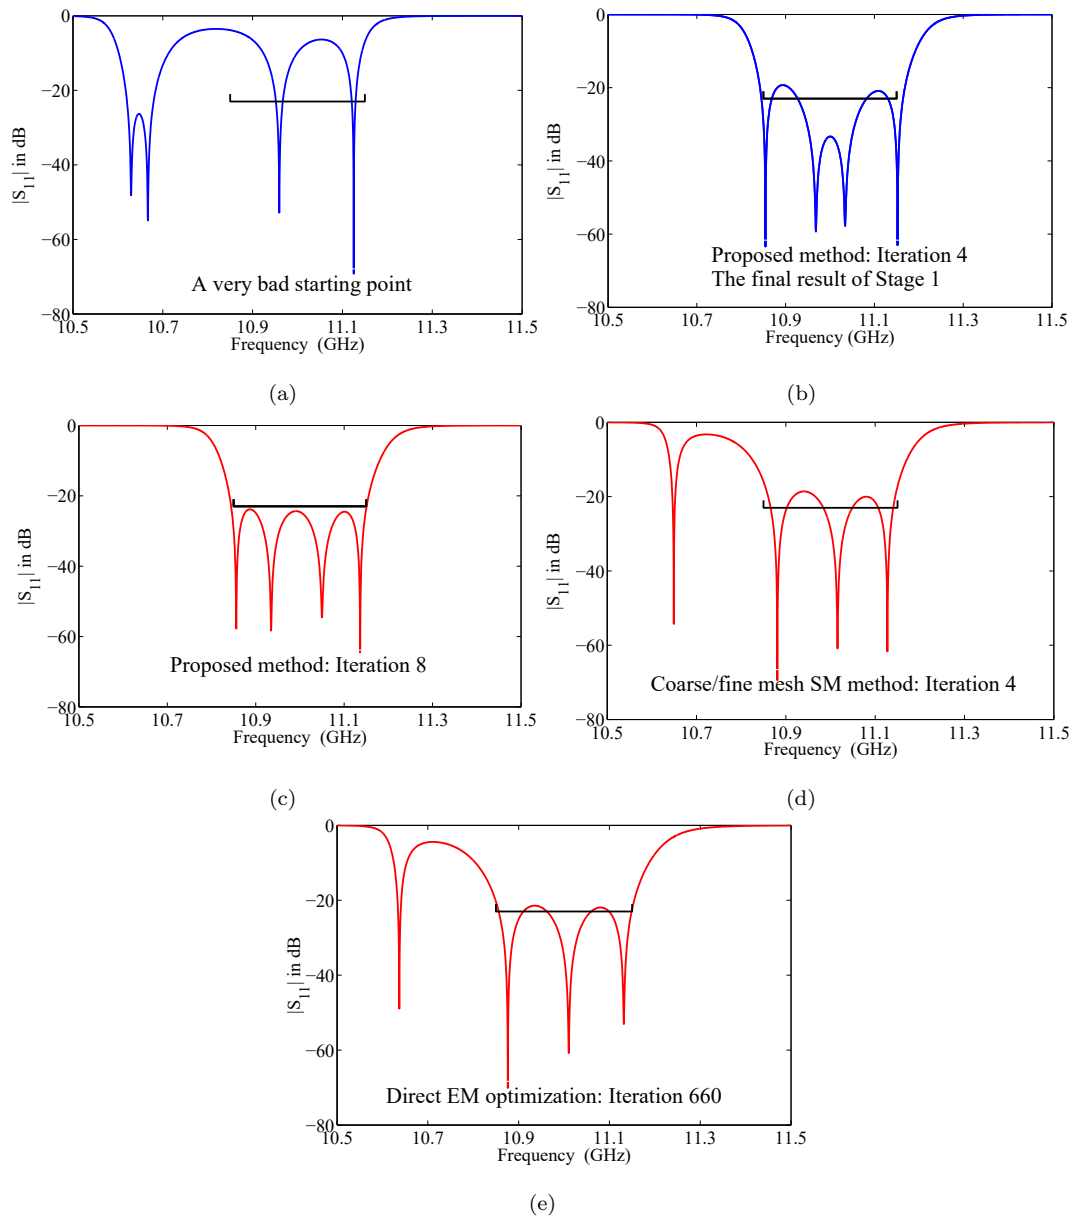 0
−20
−40
−60
−80
|S11| in dB
A very bad starting point
10.5 10.7 10.9 11.1 11.3 11.5
Frequency (GHz)
(a)
0
−20
−40
−60
−80
|S11| in dB
Proposed method: Iteration 4
The final result of Stage 1
10.5 10.7 10.9 11.1 11.3 11.5
Frequency (GHz)
(b)
0
−20
−40
−60
−80
|S11| in dB
Proposed method: Iteration 8
10.5 10.7 10.9 11.1 11.3 11.5
Frequency (GHz)
(c)
0
−20
−40
−60
−80
|S11| in dB
Coarse/fine mesh SM method: Iteration 4
10.5 10.7 10.9 11.1 11.3 11.5
Frequency (GHz)
(d)
0
−20
−40
−60
−80
|S11| in dB
Direct EM optimization: Iteration 660
10.5 10.7 10.9 11.1 11.3 11.5
Frequency (GHz)
(e)